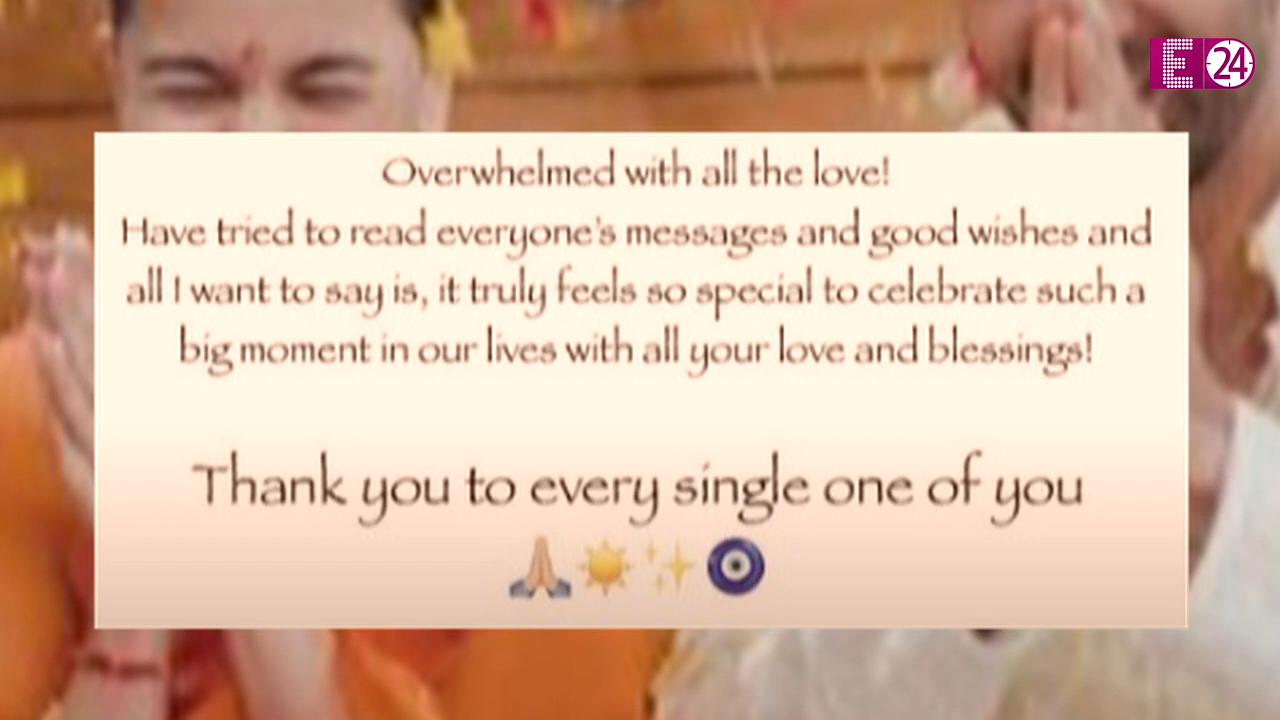 E 24
Overwhelmed with all the love!
Have tried to read everyone's messages and good wishes and
all I want to say is, it truly feels so special to celebrate such a
big moment in our lives with all your love and blessings!
Thank you to every single one of you
🙏🏼☀️✨🧿